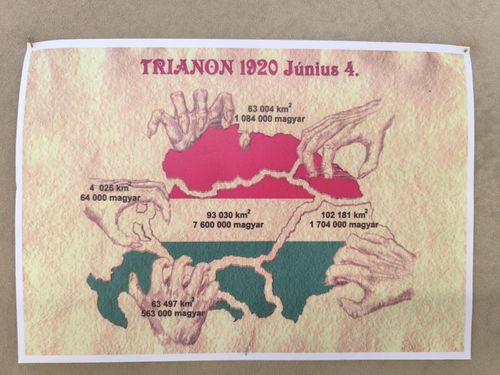 TRIANON 1920 Június 4.
63 004 km²
1 084 000 magyar
4 026 km²
64 000 magyar
93 030 km²
7 600 000 magyar
102 181 km²
1 704 000 magyar
63 497 km²
563 000 magyar